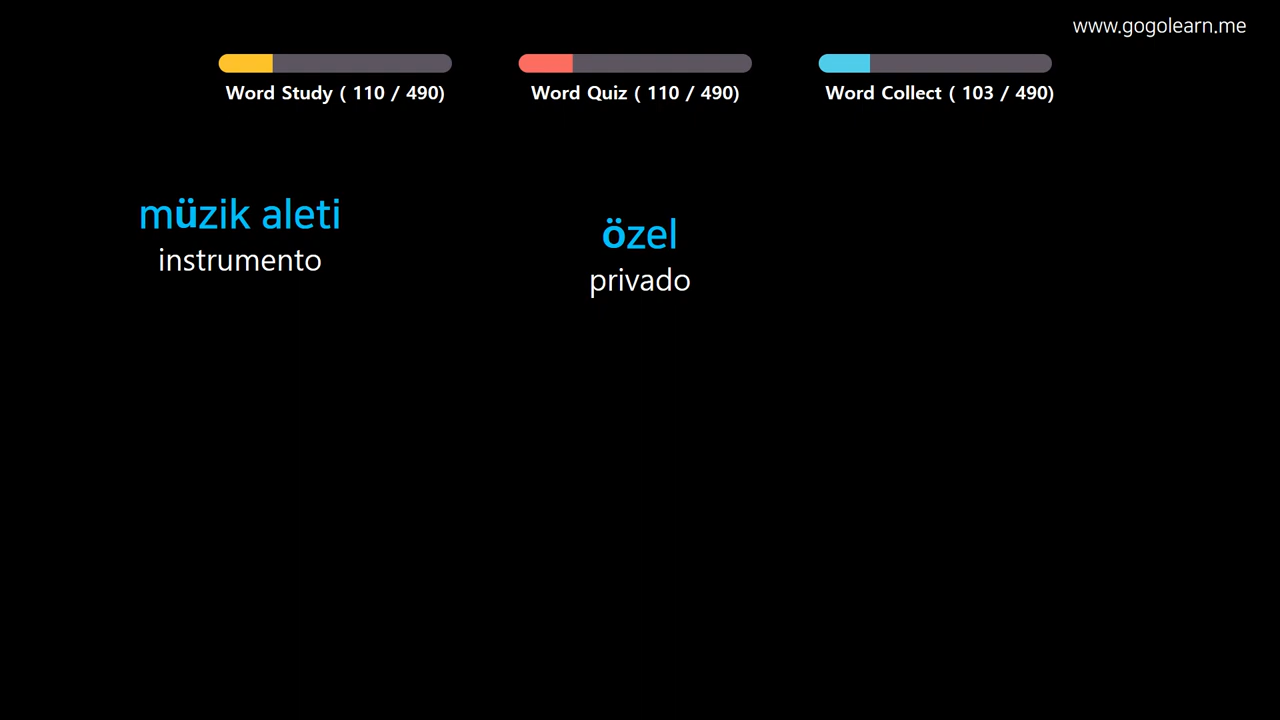 www.gogolearn.me
Word Study ( 110 / 490)
Word Quiz ( 110 / 490)
Word Collect ( 103 / 490)
müzik aleti
instrumento
özel
privado